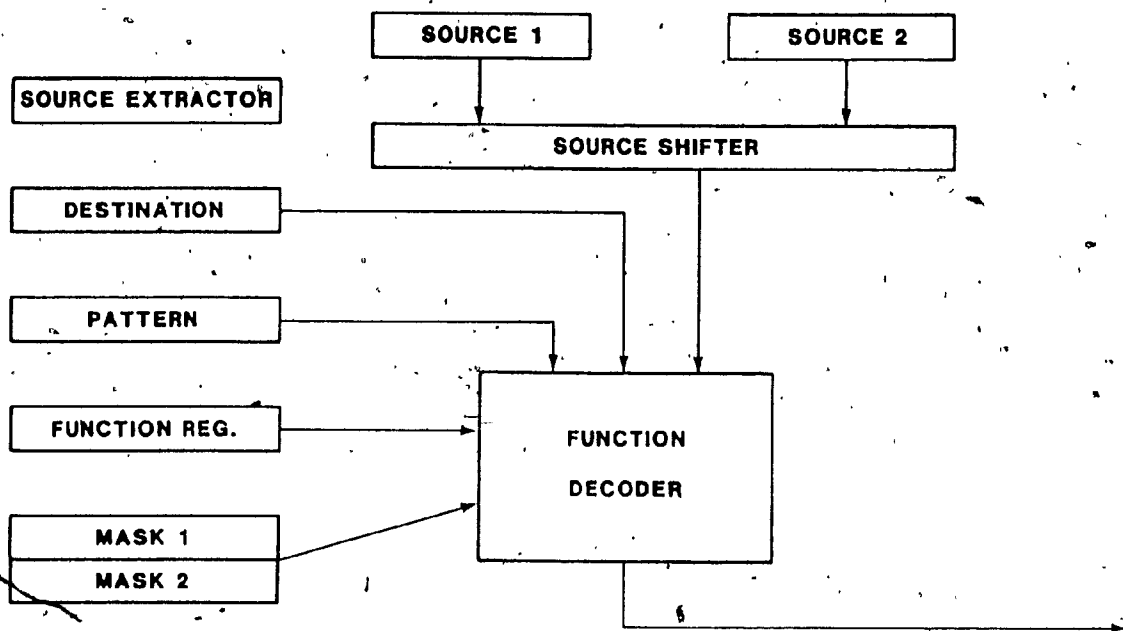 SOURCE 1
SOURCE 2
SOURCE EXTRACTOR
SOURCE SHIFTER
DESTINATION
PATTERN
FUNCTION REG.
FUNCTION
DECODER
MASK 1
MASK 2